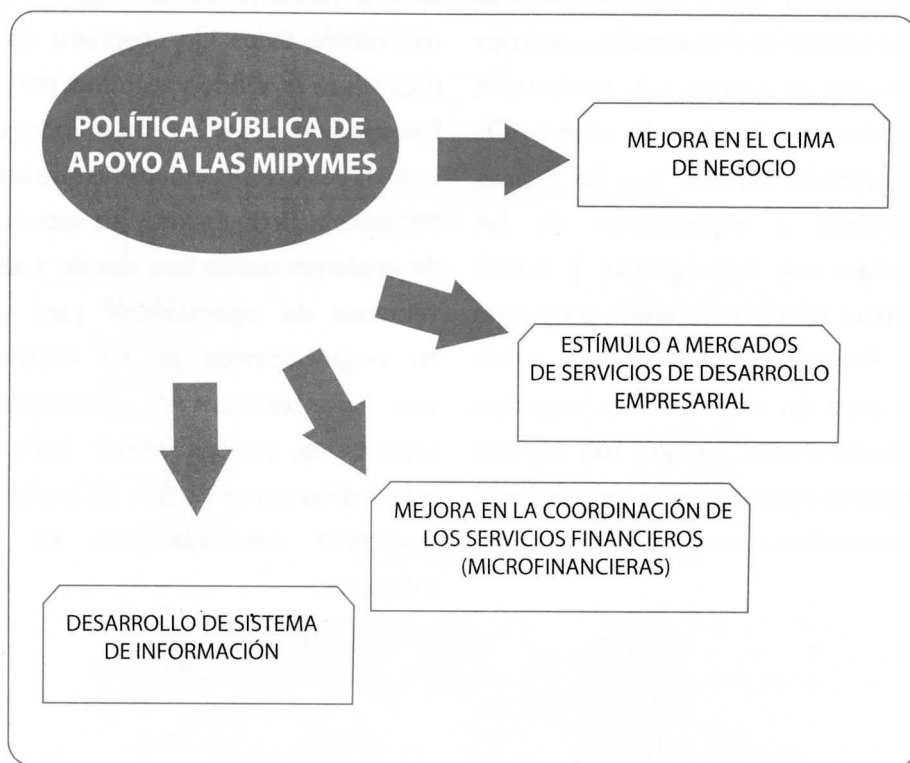 POLÍTICA PÚBLICA DE
APOYO A LAS MIPYMES
MEJORA EN EL CLIMA
DE NEGOCIO
ESTÍMULO A MERCADOS
DE SERVICIOS DE DESARROLLO
EMPRESARIAL
MEJORA EN LA COORDINACIÓN DE
LOS SERVICIOS FINANCIEROS
(MICROFINANCIERAS)
DESARROLLO DE SISTEMA
DE INFORMACIÓN